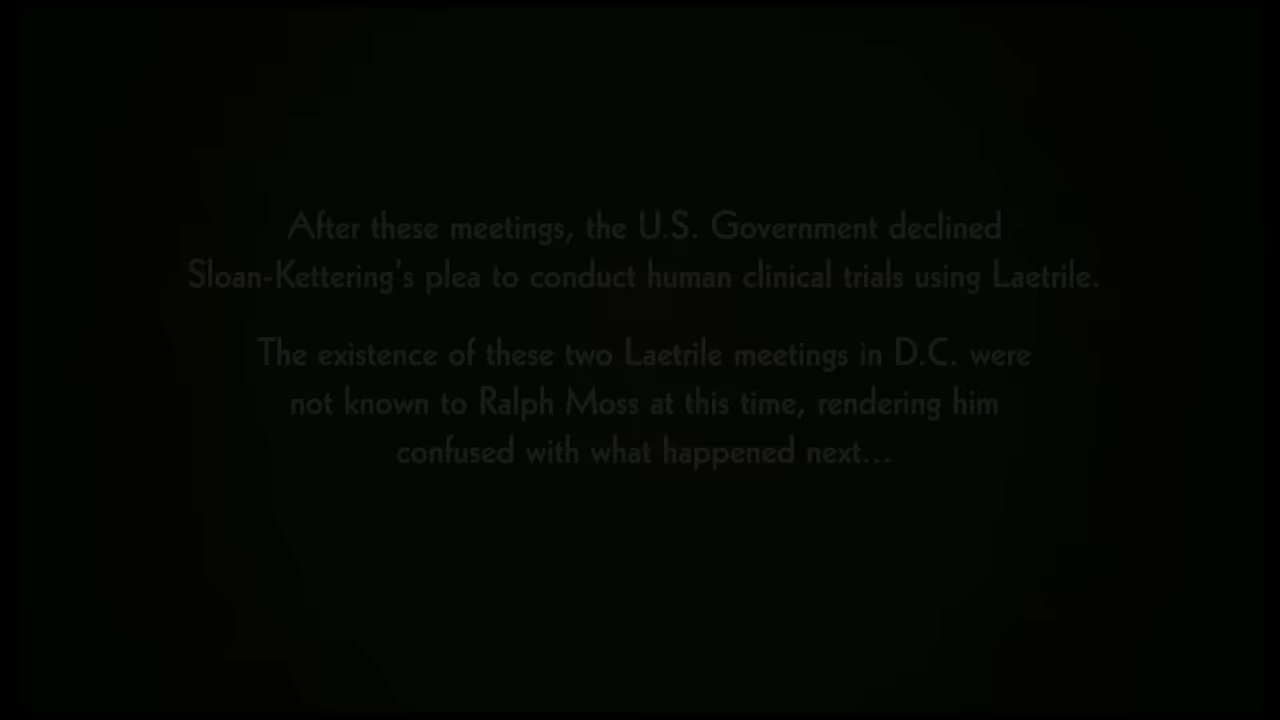 After these meetings, the U.S. Government declined
Sloan-Kettering's plea to conduct human clinical trials using Laetrile.
The existence of these two Laetrile meetings in D.C. were
not known to Ralph Moss at this time, rendering him
confused with what happened next...